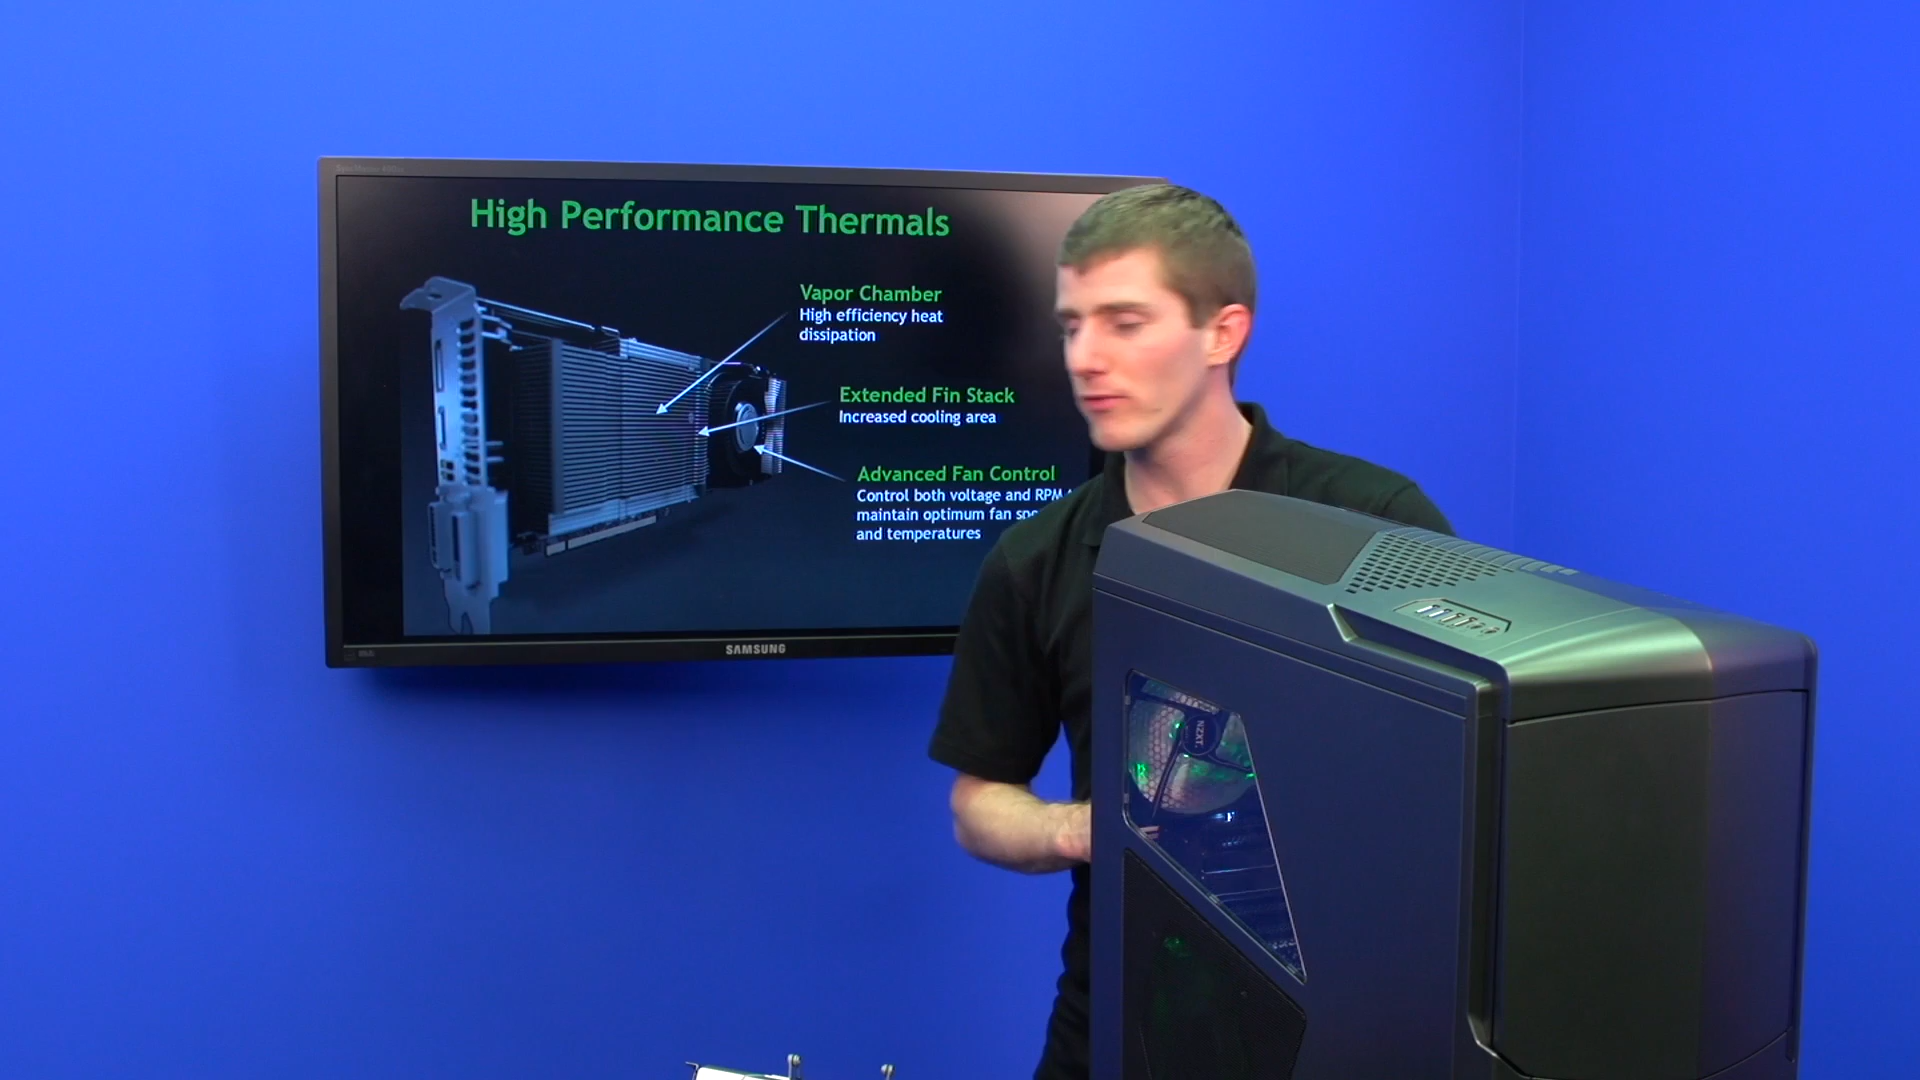 High Performance Thermals
Vapor Chamber
High efficiency heat
dissipation
Extended Fin Stack
Increased cooling area
Advanced Fan Control
Control both voltage and RPM
maintain optimum fan
and temperatures
SAMSUNG
NZXT